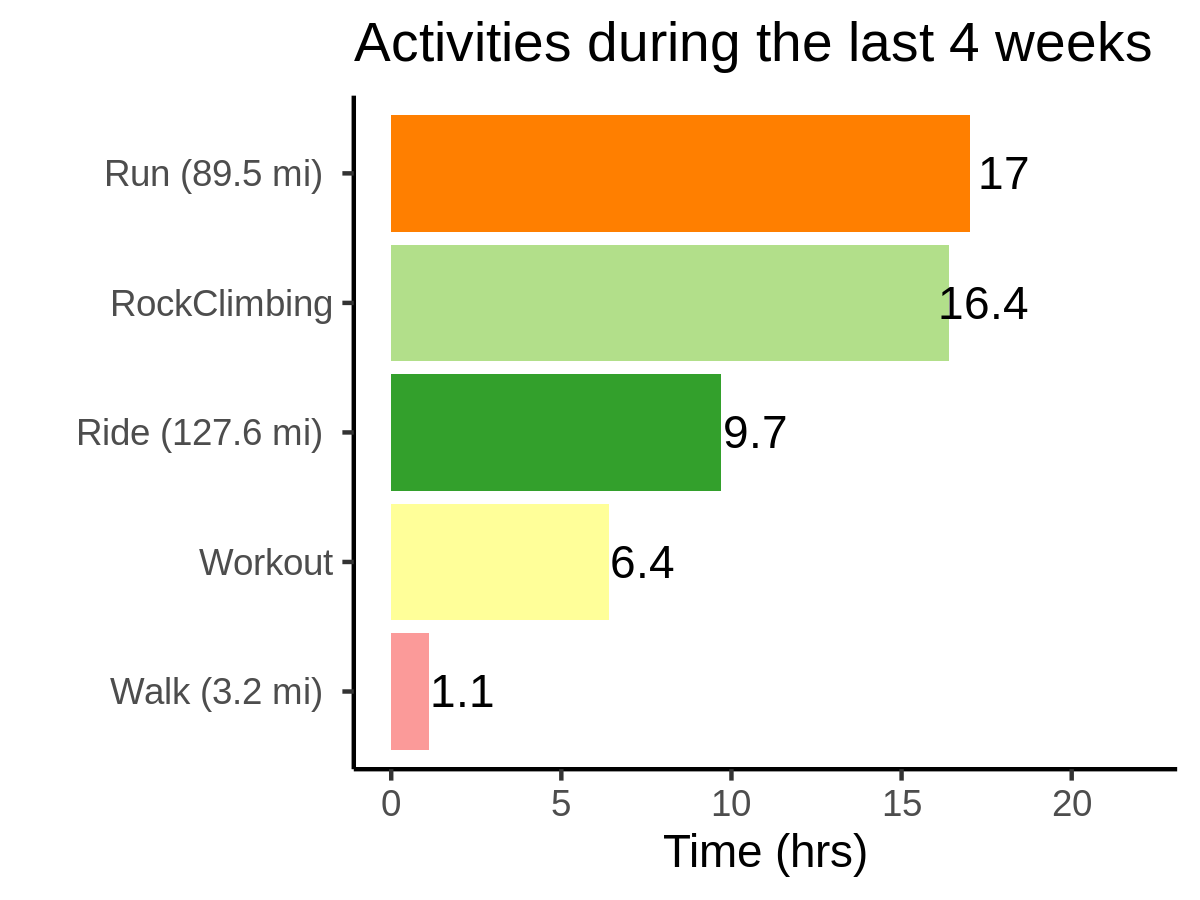 Activities during the last 4 weeks
Run (89.5 mi)
17
RockClimbing
16.4
Ride (127.6 mi)
9.7
Workout
6.4
Walk (3.2 mi)
1.1
0 5 10 15 20
Time (hrs)